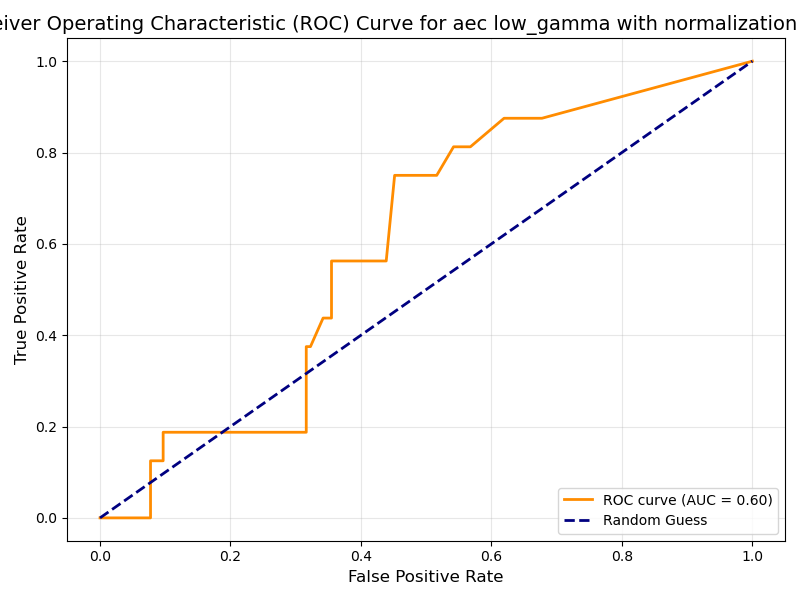 eiver Operating Characteristic (ROC) Curve for aec low_gamma with normalization
1.0
0.8
0.6
0.4
0.2
0.0
True Positive Rate
0.0 0.2 0.4 0.6 0.8 1.0
False Positive Rate
ROC curve (AUC = 0.60)
Random Guess